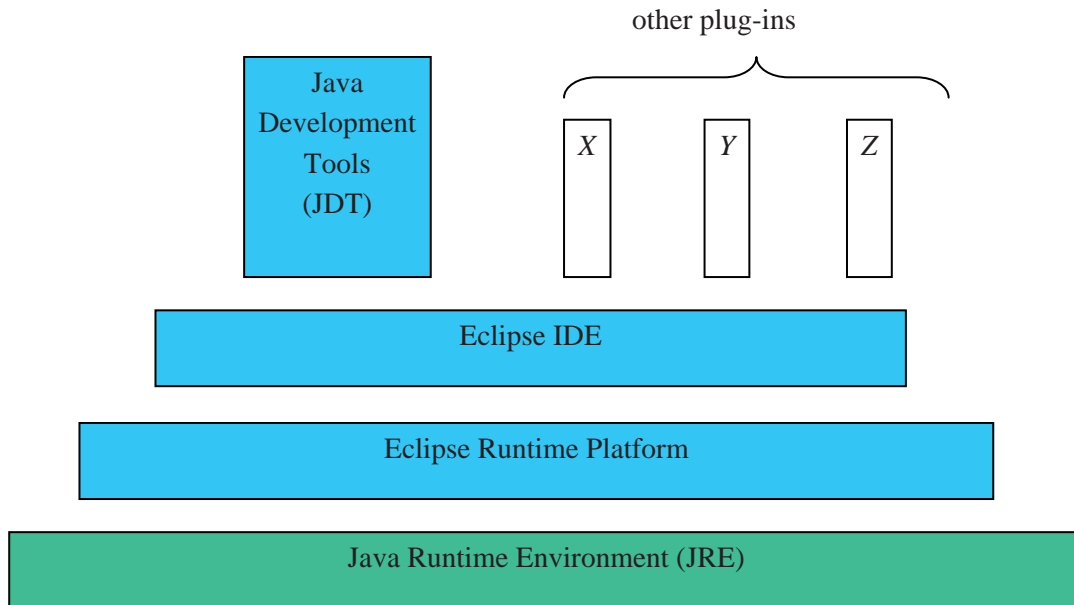 other plug-ins
Java
Development
Tools
(JDT)
X
Y
Z
Eclipse IDE
Eclipse Runtime Platform
Java Runtime Environment (JRE)